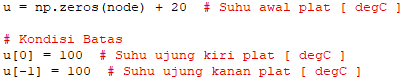 u = np.zeros(node) + 20  # Suhu awal plat [ degC ]
# Kondisi Batas
u[0] = 100  # Suhu ujung kiri plat [ degC ]
u[-1] = 100  # Suhu ujung kanan plat [ degC ]